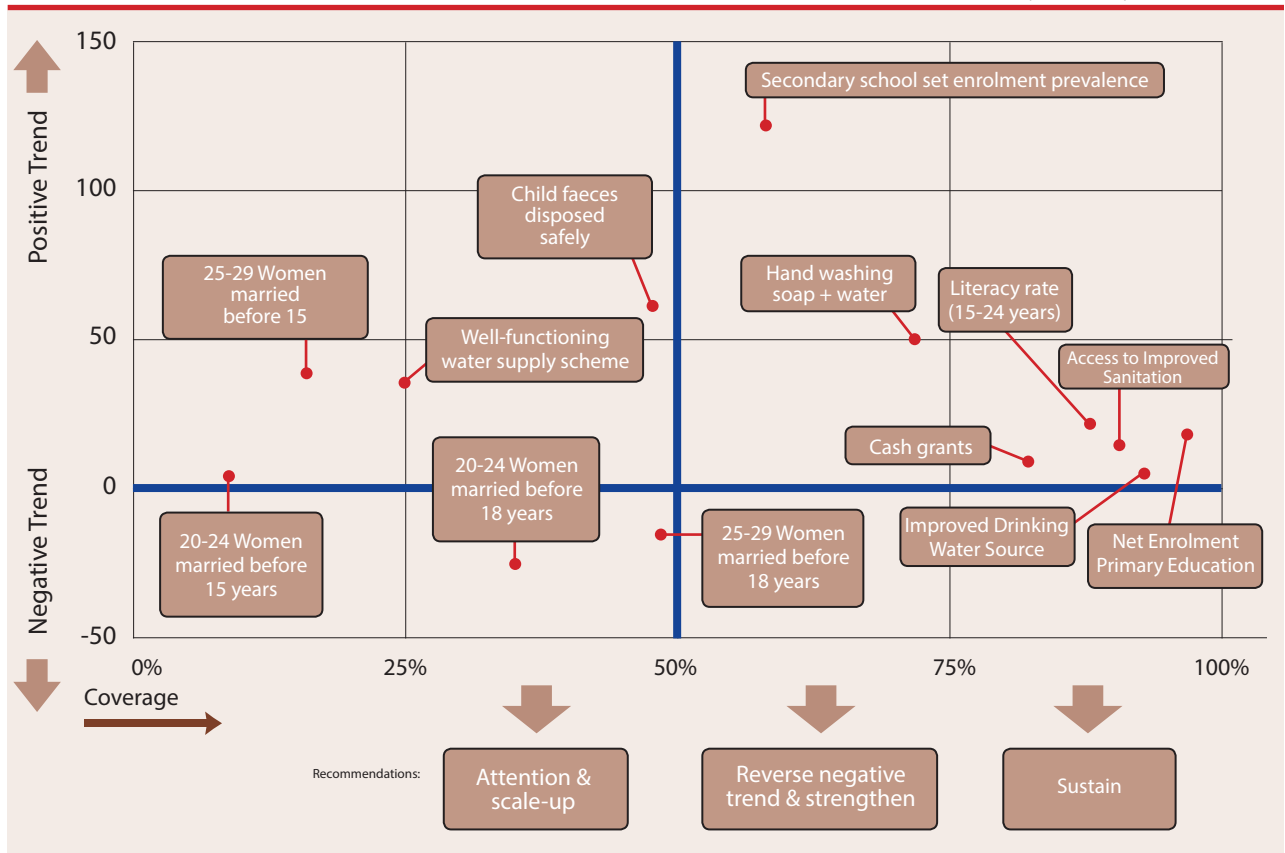 150
100
50
0
-50
Positive Trend
Negative Trend
Secondary school set enrolment prevalence
Child faeces
disposed
safely
25-29 Women
married
before 15
Hand washing
soap + water
Literacy rate
(15-24 years)
Well-functioning
water supply scheme
Access to Improved
Sanitation
Cash grants
20-24 Women
married before
18 years
20-24 Women
married before
15 years
25-29 Women
married before
18 years
Improved Drinking
Water Source
Net Enrolment
Primary Education
0%
25%
50%
75%
100%
Coverage
Recommendations:
Attention &
scale-up
Reverse negative
trend & strengthen
Sustain